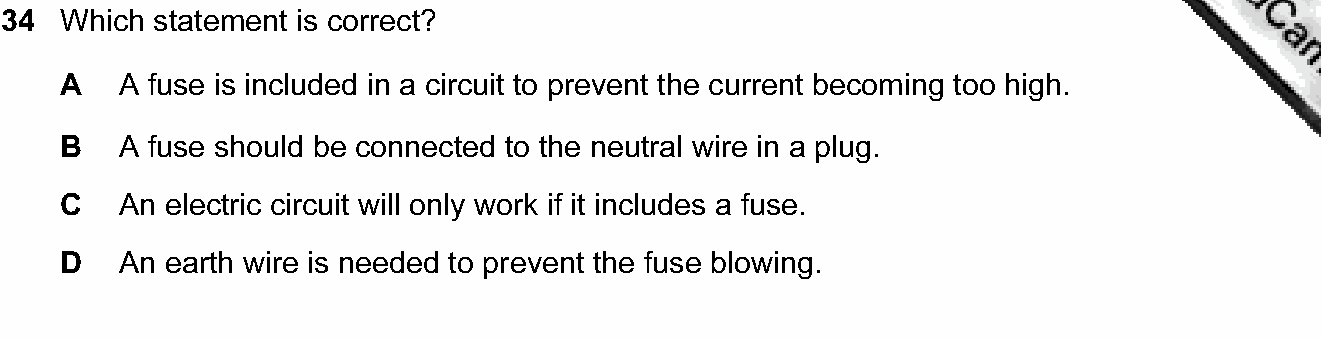 34 Which statement is correct?
A A fuse is included in a circuit to prevent the current becoming too high.
B A fuse should be connected to the neutral wire in a plug.
C An electric circuit will only work if it includes a fuse.
D An earth wire is needed to prevent the fuse blowing.